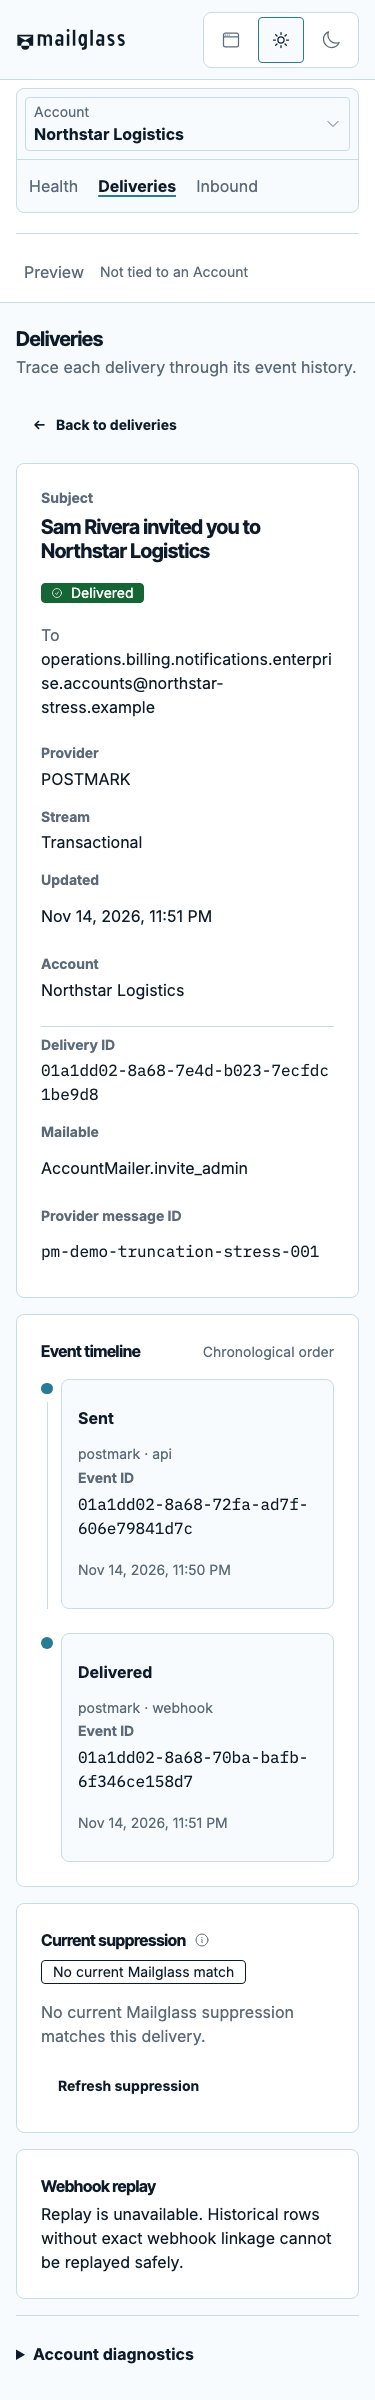 mailglass
Account
Northstar Logistics
Health Deliveries Inbound
Preview Not tied to an Account
Deliveries
Trace each delivery through its event history.
← Back to deliveries
Subject
Sam Rivera invited you to
Northstar Logistics
Delivered
To
operations.billing.notifications.enterpri
se.accounts@northstar-
stress.example
Provider
POSTMARK
Stream
Transactional
Updated
Nov 14, 2026, 11:51 PM
Account
Northstar Logistics
Delivery ID
01a1dd02-8a68-7e4d-b023-7ecfdc
1be9d8
Mailable
AccountMailer.invite_admin
Provider message ID
pm-demo-truncation-stress-001
Event timeline Chronological order
Sent
postmark · api
Event ID
01a1dd02-8a68-72fa-ad7f-
606e79841d7c
Nov 14, 2026, 11:50 PM
Delivered
postmark · webhook
Event ID
01a1dd02-8a68-70ba-bafb-
6f346ce158d7
Nov 14, 2026, 11:51 PM
Current suppression
No current Mailglass match
No current Mailglass suppression
matches this delivery.
Refresh suppression
Webhook replay
Replay is unavailable. Historical rows
without exact webhook linkage cannot
be replayed safely.
Account diagnostics